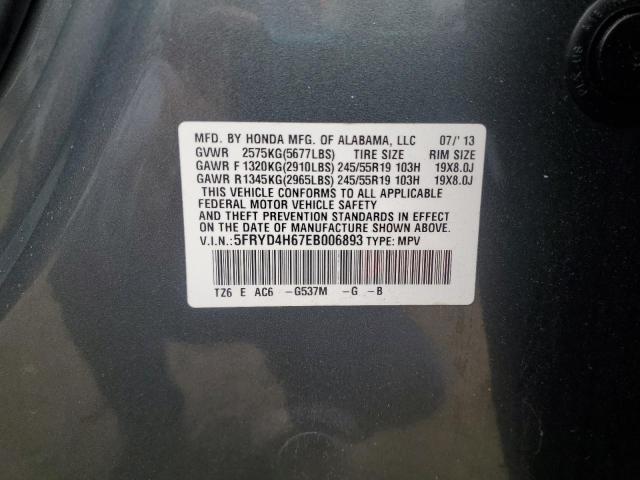 MFD. BY HONDA MFG. OF ALABAMA, LLC 07/'13
GVWR 2575KG(5677LBS) TIRE SIZE RIM SIZE
GAWR F 1320KG(2910LBS) 245/55R19 103H 19X8.0J
GAWR R 1345KG(2965LBS) 245/55R19 103H 19X8.0J
THIS VEHICLE CONFORMS TO ALL APPLICABLE
FEDERAL MOTOR VEHICLE SAFETY
AND THEFT PREVENTION STANDARDS IN EFFECT
ON THE DATE OF MANUFACTURE SHOWN ABOVE.
V.I.N.: 5FRYD4H67EB006893 TYPE: MPV
TZ6 E AC6 -G537M -G -B